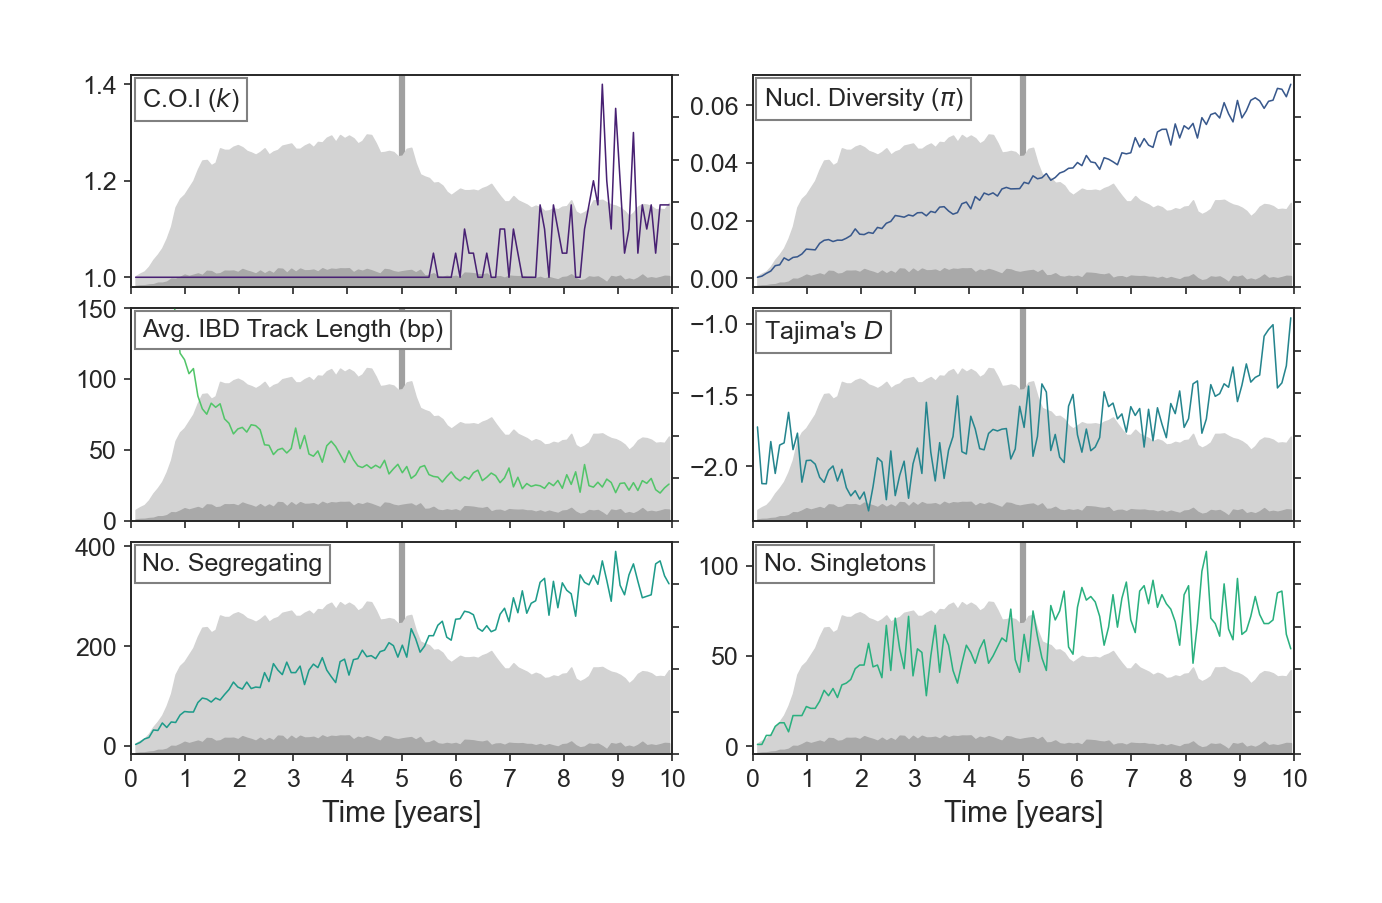 C.O.I (k)
1.4
1.2
1.0
Nucl. Diversity (π)
0.06
0.04
0.02
0.00
Avg. IBD Track Length (bp)
150
100
50
0
Tajima's D
−1.0
−1.5
−2.0
No. Segregating
400
200
0
0 1 2 3 4 5 6 7 8 9 10
Time [years]
No. Singletons
100
50
0
0 1 2 3 4 5 6 7 8 9 10
Time [years]